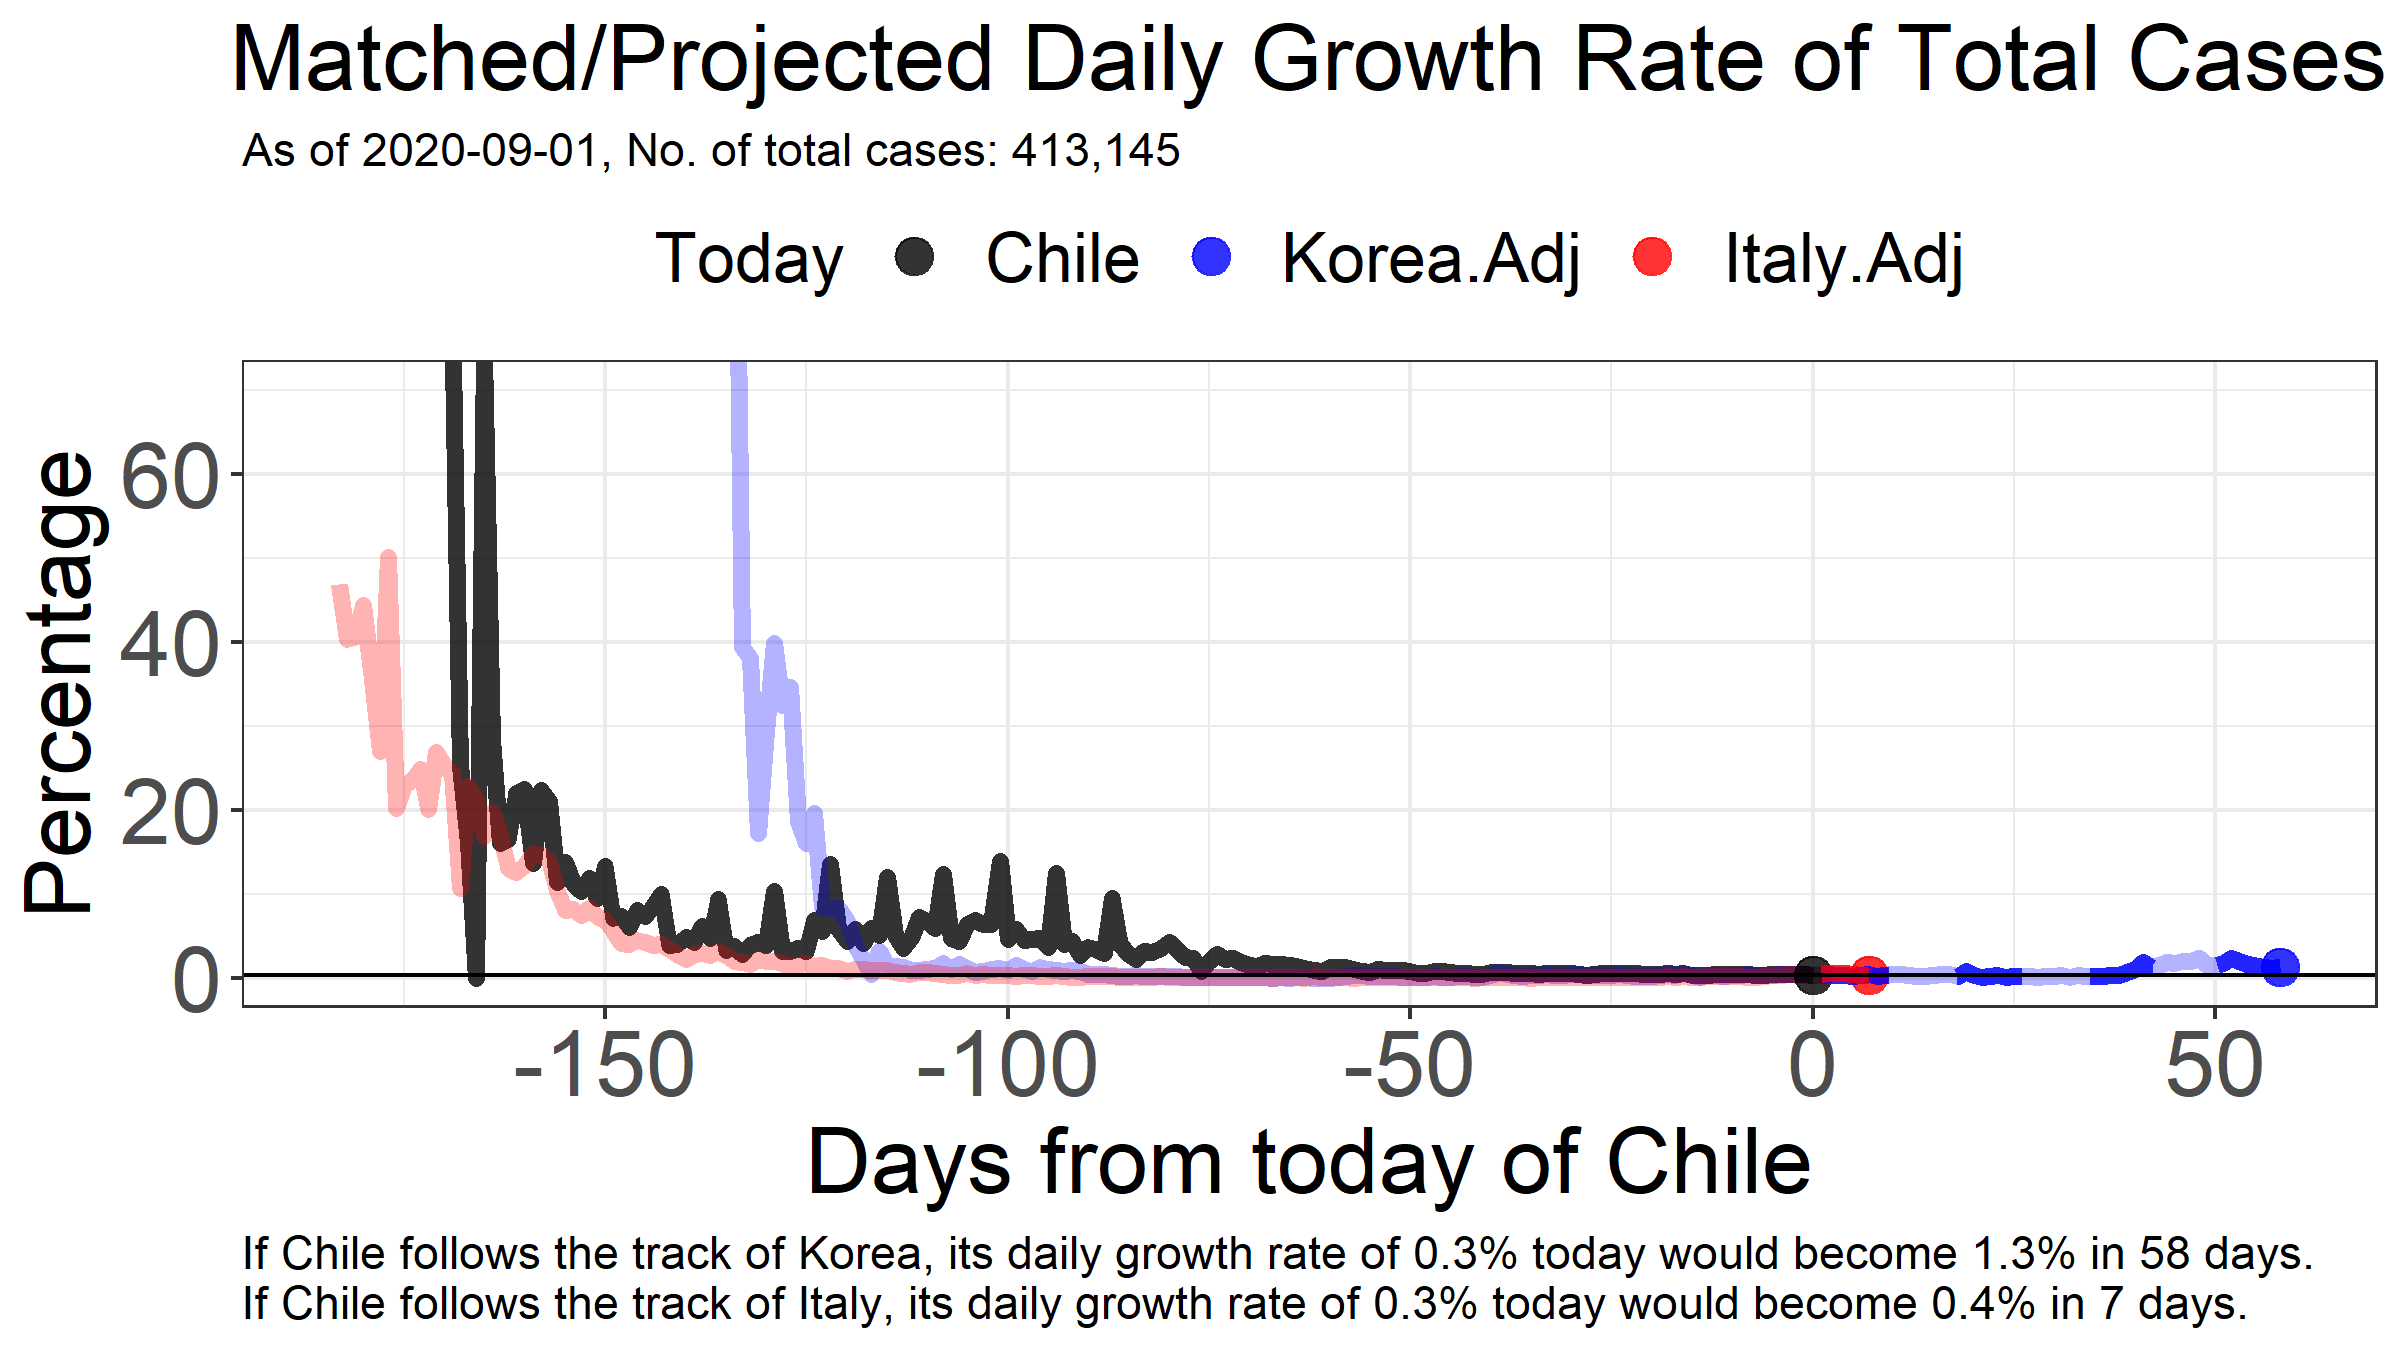 Matched/Projected Daily Growth Rate of Total Cases
As of 2020-09-01, No. of total cases: 413,145
Today Chile Korea.Adj Italy.Adj
Percentage
60
40
20
0
-150 -100 -50 0 50
Days from today of Chile
If Chile follows the track of Korea, its daily growth rate of 0.3% today would become 1.3% in 58 days.
If Chile follows the track of Italy, its daily growth rate of 0.3% today would become 0.4% in 7 days.